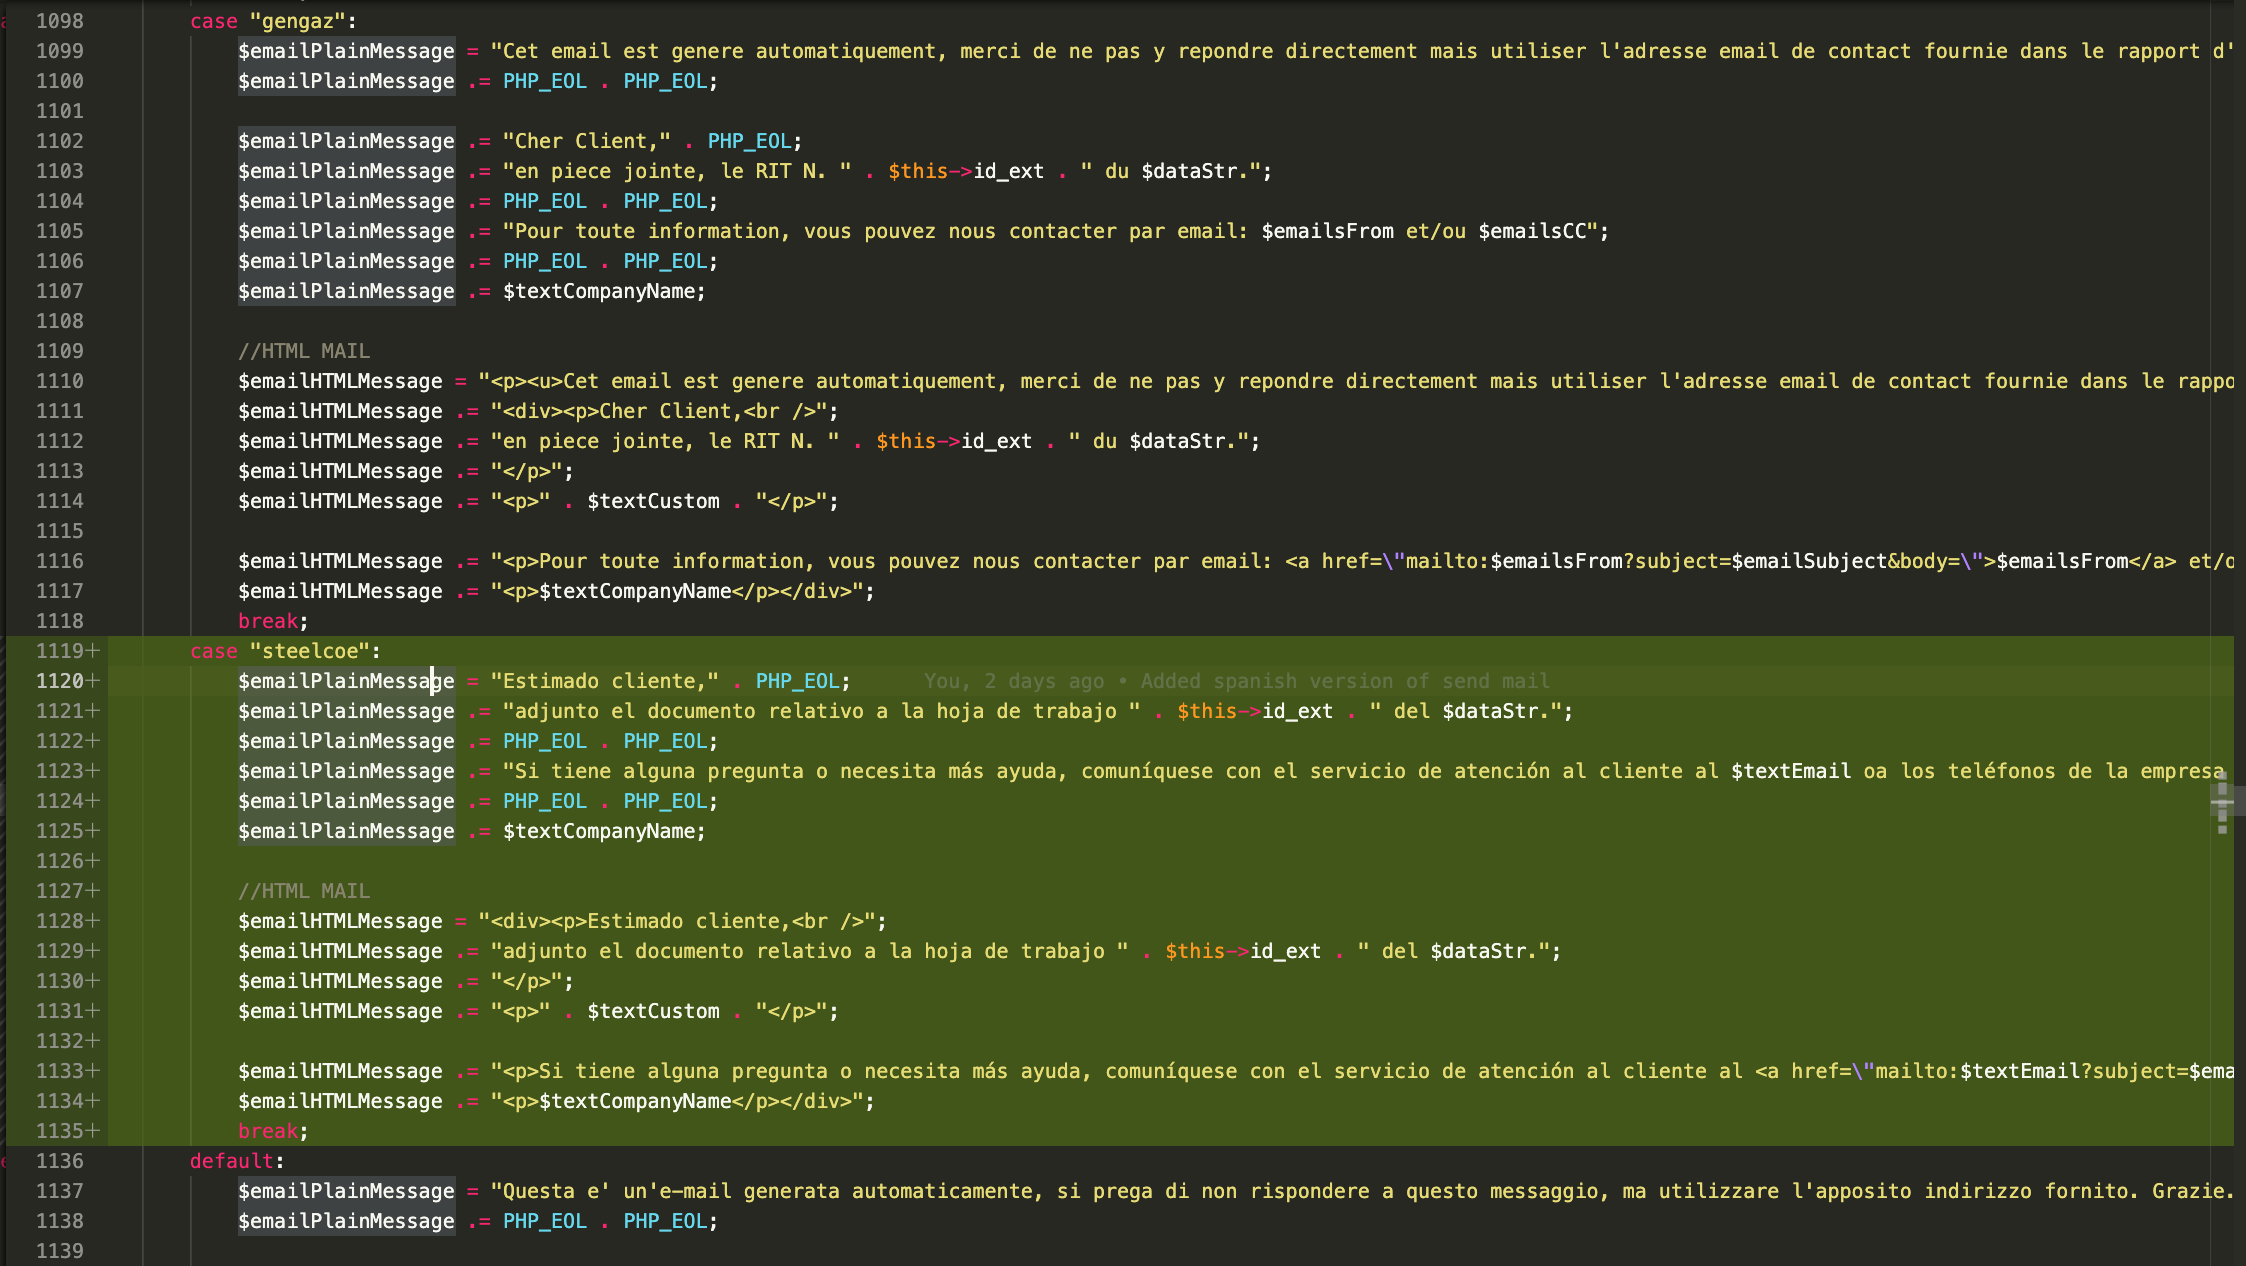 1098 case "gengaz":
1099 $emailPlainMessage = "Cet email est genere automatiquement, merci de ne pas y repondre directement mais utiliser l'adresse email de contact fournie dans le rapport d'
1100 $emailPlainMessage .= PHP_EOL . PHP_EOL;
1101
1102 $emailPlainMessage .= "Cher Client," . PHP_EOL;
1103 $emailPlainMessage .= "en piece jointe, le RIT N. " . $this->id_ext . " du $dataStr.";
1104 $emailPlainMessage .= PHP_EOL . PHP_EOL;
1105 $emailPlainMessage .= "Pour toute information, vous pouvez nous contacter par email: $emailsFrom et/ou $emailsCC";
1106 $emailPlainMessage .= PHP_EOL . PHP_EOL;
1107 $emailPlainMessage .= $textCompanyName;
1108
1109 //HTML MAIL
1110 $emailHTMLMessage = "<p><u>Cet email est genere automatiquement, merci de ne pas y repondre directement mais utiliser l'adresse email de contact fournie dans le rappo
1111 $emailHTMLMessage .= "<div><p>Cher Client,<br />";
1112 $emailHTMLMessage .= "en piece jointe, le RIT N. " . $this->id_ext . " du $dataStr.";
1113 $emailHTMLMessage .= "</p>";
1114 $emailHTMLMessage .= "<p>" . $textCustom . "</p>";
1115
1116 $emailHTMLMessage .= "<p>Pour toute information, vous pouvez nous contacter par email: <a href=\"mailto:$emailsFrom?subject=$emailSubject&body=\">$emailsFrom</a> et/o
1117 $emailHTMLMessage .= "<p>$textCompanyName</p></div>";
1118 break;
1119+ case "steelcoe":
1120+ $emailPlainMessage = "Estimado cliente," . PHP_EOL; You, 2 days ago • Added spanish version of send mail
1121+ $emailPlainMessage .= "adjunto el documento relativo a la hoja de trabajo " . $this->id_ext . " del $dataStr.";
1122+ $emailPlainMessage .= PHP_EOL . PHP_EOL;
1123+ $emailPlainMessage .= "Si tiene alguna pregunta o necesita más ayuda, comuníquese con el servicio de atención al cliente al $textEmail oa los teléfonos de la empresa
1124+ $emailPlainMessage .= PHP_EOL . PHP_EOL;
1125+ $emailPlainMessage .= $textCompanyName;
1126+
1127+ //HTML MAIL
1128+ $emailHTMLMessage = "<div><p>Estimado cliente,<br />";
1129+ $emailHTMLMessage .= "adjunto el documento relativo a la hoja de trabajo " . $this->id_ext . " del $dataStr.";
1130+ $emailHTMLMessage .= "</p>";
1131+ $emailHTMLMessage .= "<p>" . $textCustom . "</p>";
1132+
1133+ $emailHTMLMessage .= "<p>Si tiene alguna pregunta o necesita más ayuda, comuníquese con el servicio de atención al cliente al <a href=\"mailto:$textEmail?subject=$ema
1134+ $emailHTMLMessage .= "<p>$textCompanyName</p></div>";
1135+ break;
1136 default:
1137 $emailPlainMessage = "Questa e' un'e-mail generata automaticamente, si prega di non rispondere a questo messaggio, ma utilizzare l'apposito indirizzo fornito. Grazie.
1138 $emailPlainMessage .= PHP_EOL . PHP_EOL;
1139